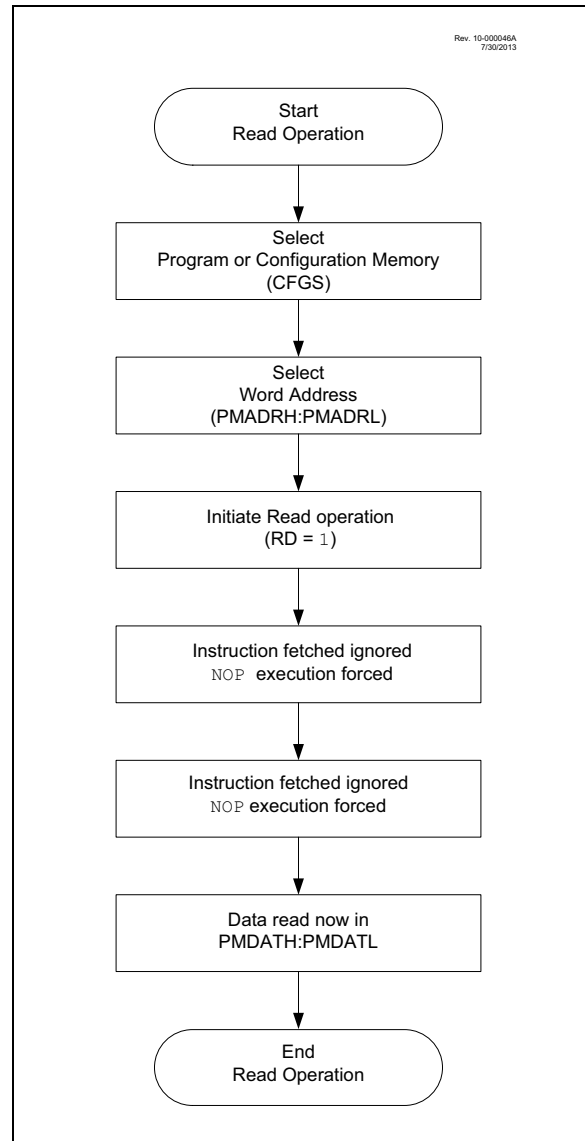 Rev. 10-000046A
7/30/2013
Start
Read Operation
Select
Program or Configuration Memory
(CFGS)
Select
Word Address
(PMADRH:PMADRL)
Initiate Read operation
(RD = 1)
Instruction fetched ignored
NOP execution forced
Instruction fetched ignored
NOP execution forced
Data read now in
PMDATH:PMDATL
End
Read Operation